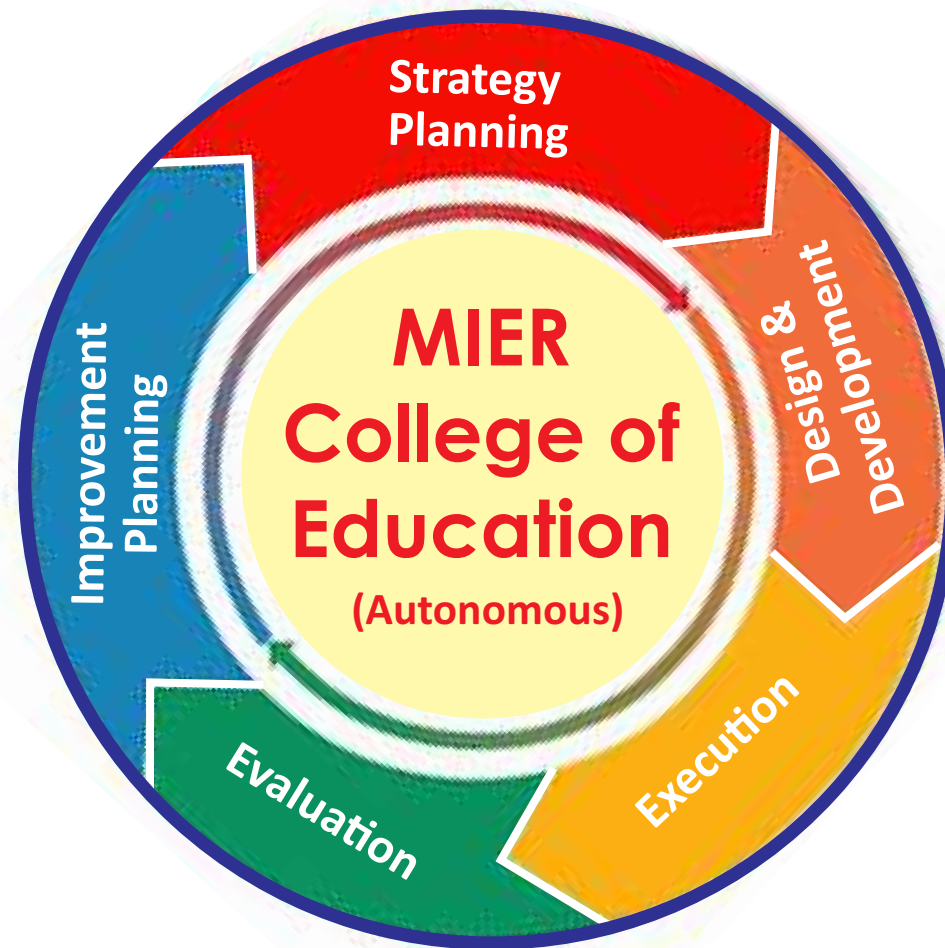 Strategy
Planning
Design &
Development
Execution
Evaluation
Improvement
Planning
MIER
College of
Education
(Autonomous)